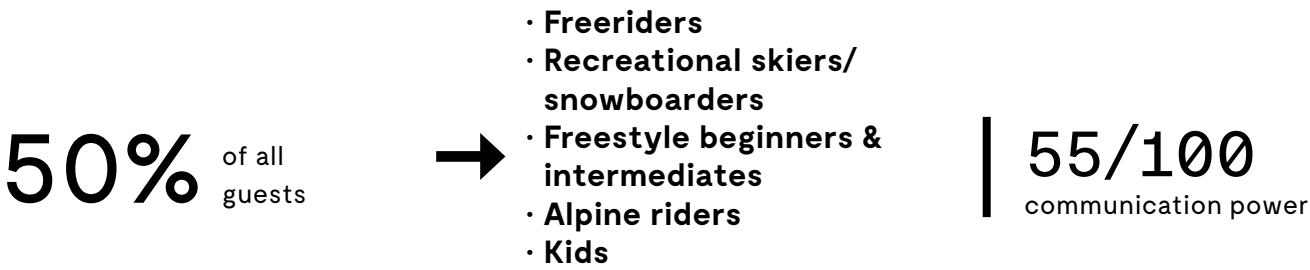 50% of all
guests
· Freeriders
· Recreational skiers/
snowboarders
· Freestyle beginners &
intermediates
· Alpine riders
· Kids
55/100
communication power